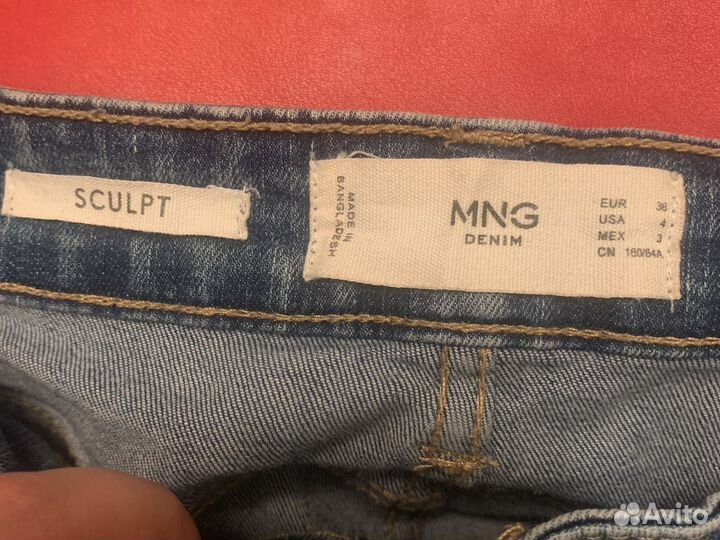 SCULPT
MADE IN
BANGLADESH
MNG
DENIM
EUR 36
USA 4
MEX 3
CN 160/64A
Avito